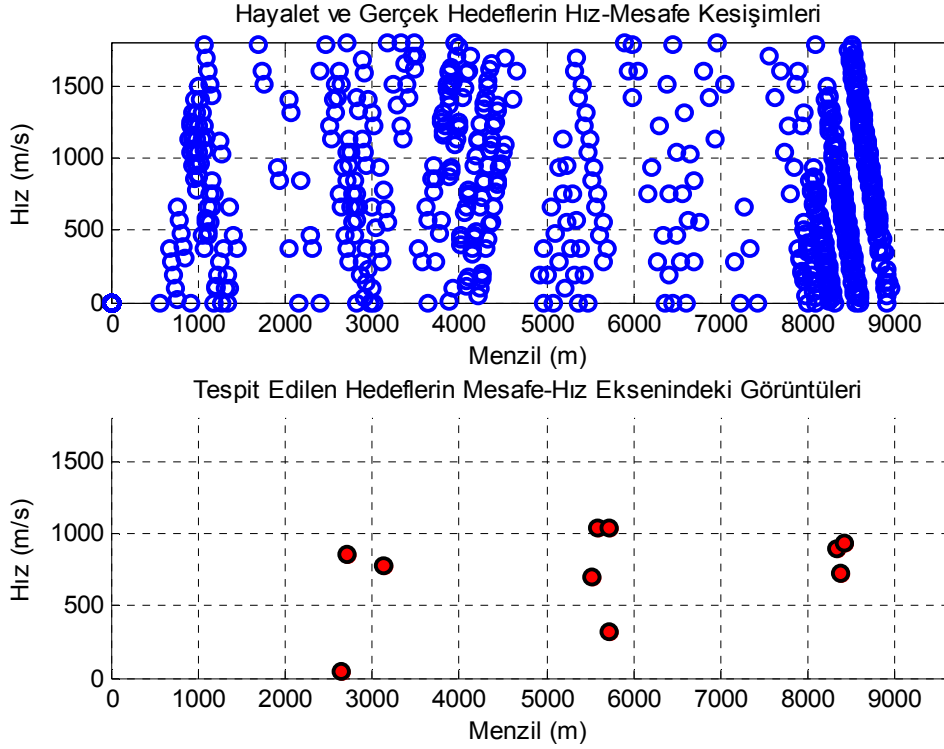 Hayalet ve Gerçek Hedeflerin Hız-Mesafe Kesişimleri
1500
1000
500
0
Hız (m/s)
0 1000 2000 3000 4000 5000 6000 7000 8000 9000
Menzil (m)
Tespit Edilen Hedeflerin Mesafe-Hız Eksenindeki Görüntüleri
1500
1000
500
0
Hız (m/s)
0 1000 2000 3000 4000 5000 6000 7000 8000 9000
Menzil (m)